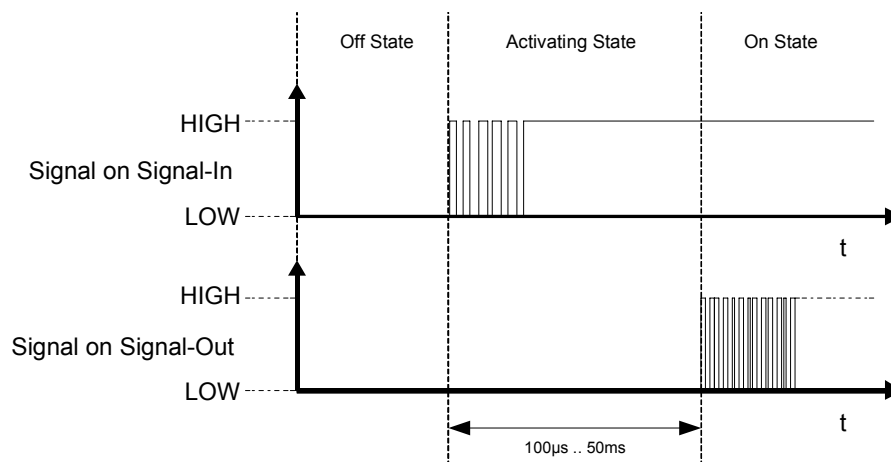 Off State
Activating State
On State
HIGH
Signal on Signal-In
LOW
t
HIGH
Signal on Signal-Out
LOW
t
100µs .. 50ms